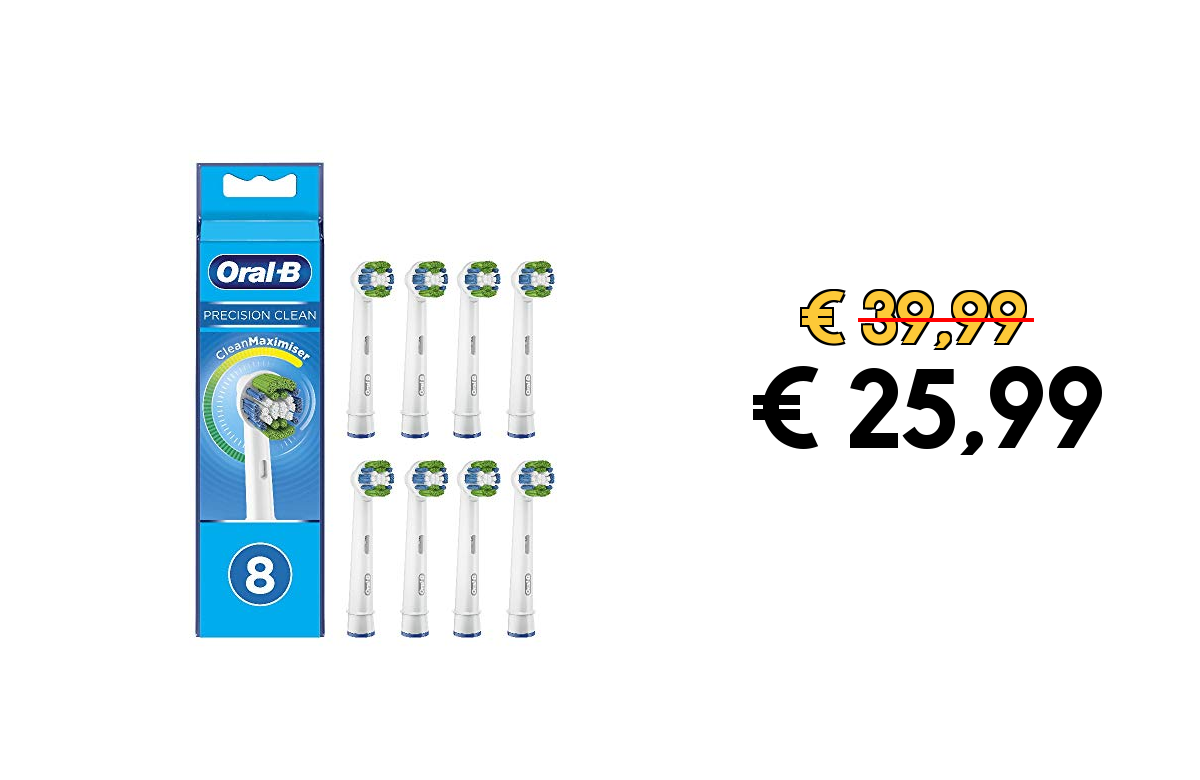 Oral-B
PRECISION CLEAN
CleanMaximiser
8
€ 39,99
€ 25,99